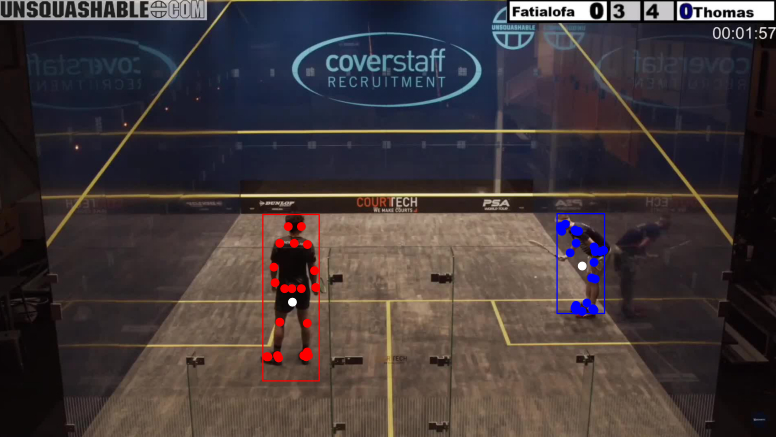 UNSQUASHABLE COM
Fatialofa 0 3 4 0 Thomas
00:01:57
UNSQUASHABLE
coverstaff
RECRUITMENT
DUNLOP
COURTECH
WE MAKE COURTS
PSA